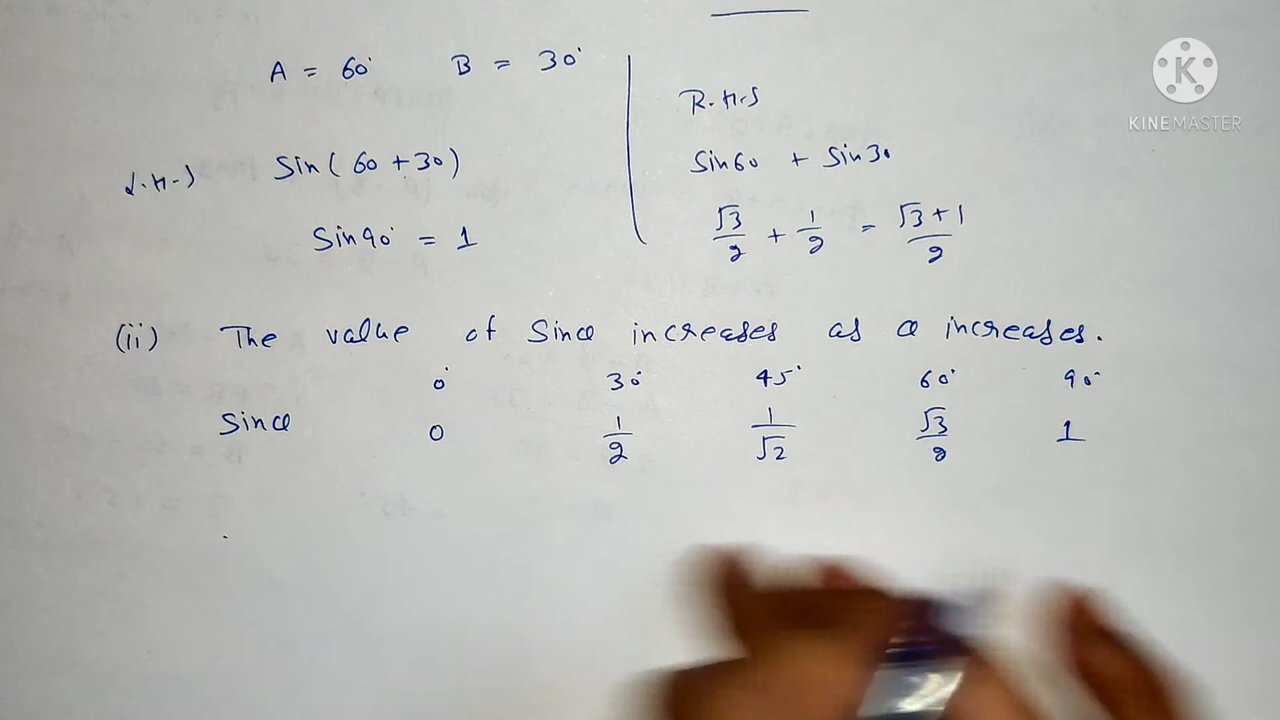 A = 60° B = 30°
L.H.S Sin(60+30)
Sin90° = 1
R.H.S
Sin60 + Sin30
√3/2 + 1/2 = √3+1/2
(ii) The value of Sinθ increases as θ increases.
0° 30° 45° 60° 90°
Sinθ 0 1/2 1/√2 √3/2 1
KINEMASTER